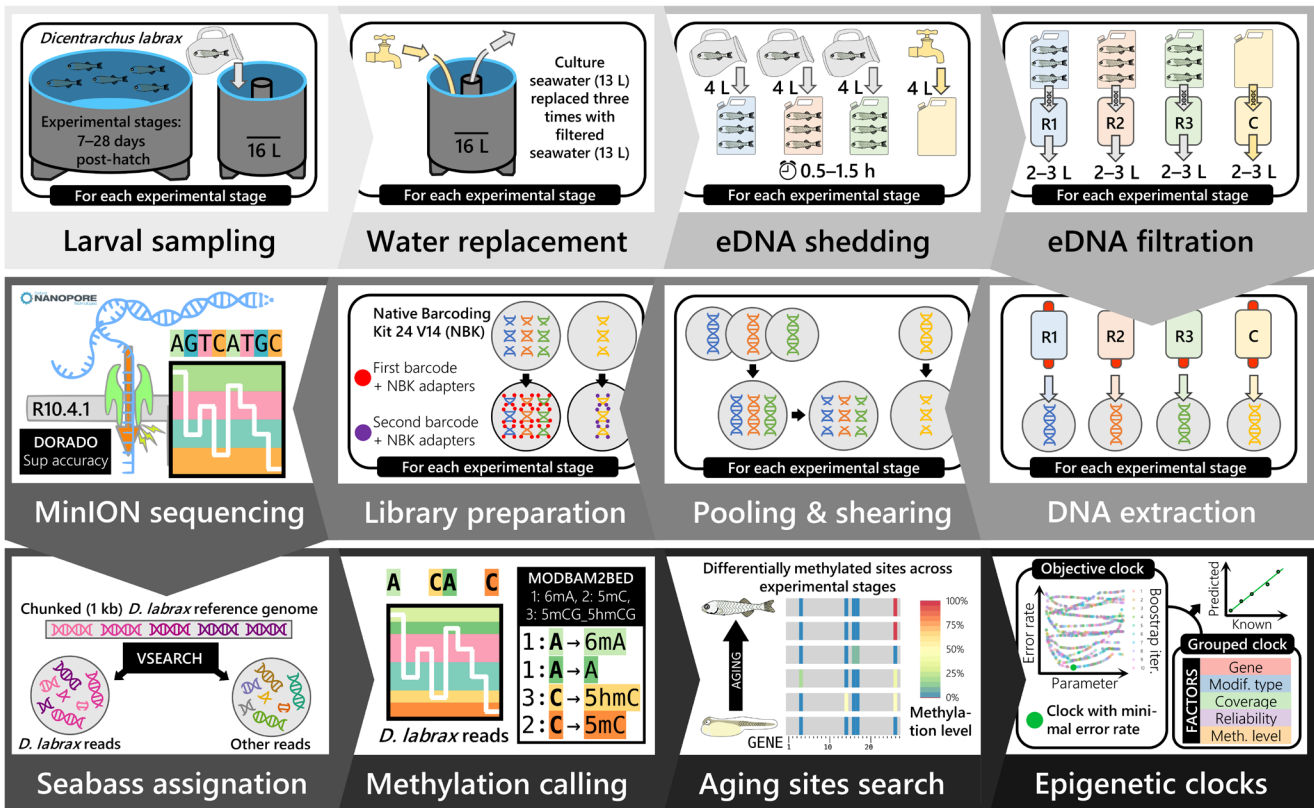 Dicentrarchus labrax
Experimental stages:
7–28 days
post-hatch
16 L
For each experimental stage
Larval sampling
Culture
seawater (13 L)
replaced three
times with
filtered
seawater (13 L)
16 L
For each experimental stage
Water replacement
4 L
4 L
4 L
4 L
0.5–1.5 h
For each experimental stage
eDNA shedding
R1
R2
R3
C
2–3 L
2–3 L
2–3 L
2–3 L
For each experimental stage
eDNA filtration
NANOPORE
AGTCATGC
R10.4.1
DORADO
Sup accuracy
MinION sequencing
Native Barcoding
Kit 24 V14 (NBK)
First barcode
+ NBK adapters
Second barcode
+ NBK adapters
For each experimental stage
Library preparation
For each experimental stage
Pooling & shearing
R1
R2
R3
C
For each experimental stage
DNA extraction
Chunked (1 kb) D. labrax reference genome
VSEARCH
D. labrax reads
Other reads
Seabass assignation
A CA C
D. labrax reads
MODBAM2BED
1: 6mA, 2: 5mC,
3: 5mCG_5hmCG
1:A→6mA
1:A→A
3:C→5hmC
2:C→5mC
Methylation calling
Differentially methylated sites across
experimental stages
AGING
100%
75%
50%
25%
0%
Methyla-
tion level
GENE
1
10
20
Aging sites search
Objective clock
Error rate
Parameter
Boostrap iter.
Clock with mini-
mal error rate
Predicted
Known
Grouped clock
FACTORS
Gene
Modif. type
Coverage
Reliability
Meth. level
Epigenetic clocks